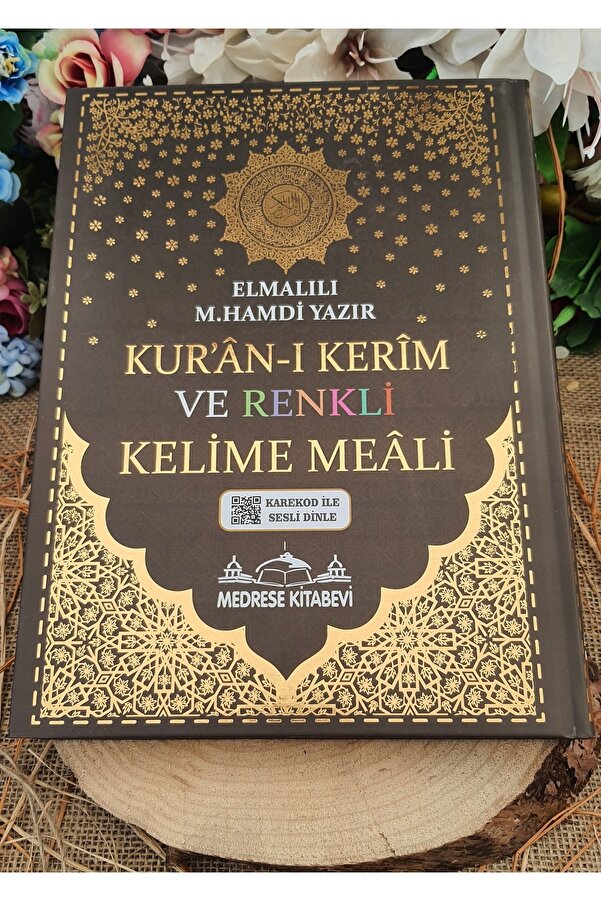 ELMALILI
M.HAMDİ YAZIR
KUR'ÂN-I KERÎM
VE RENKLİ
KELİME MEÂLİ
KAREKOD İLE
SESLİ DİNLE
MEDRESE KİTABEVİ